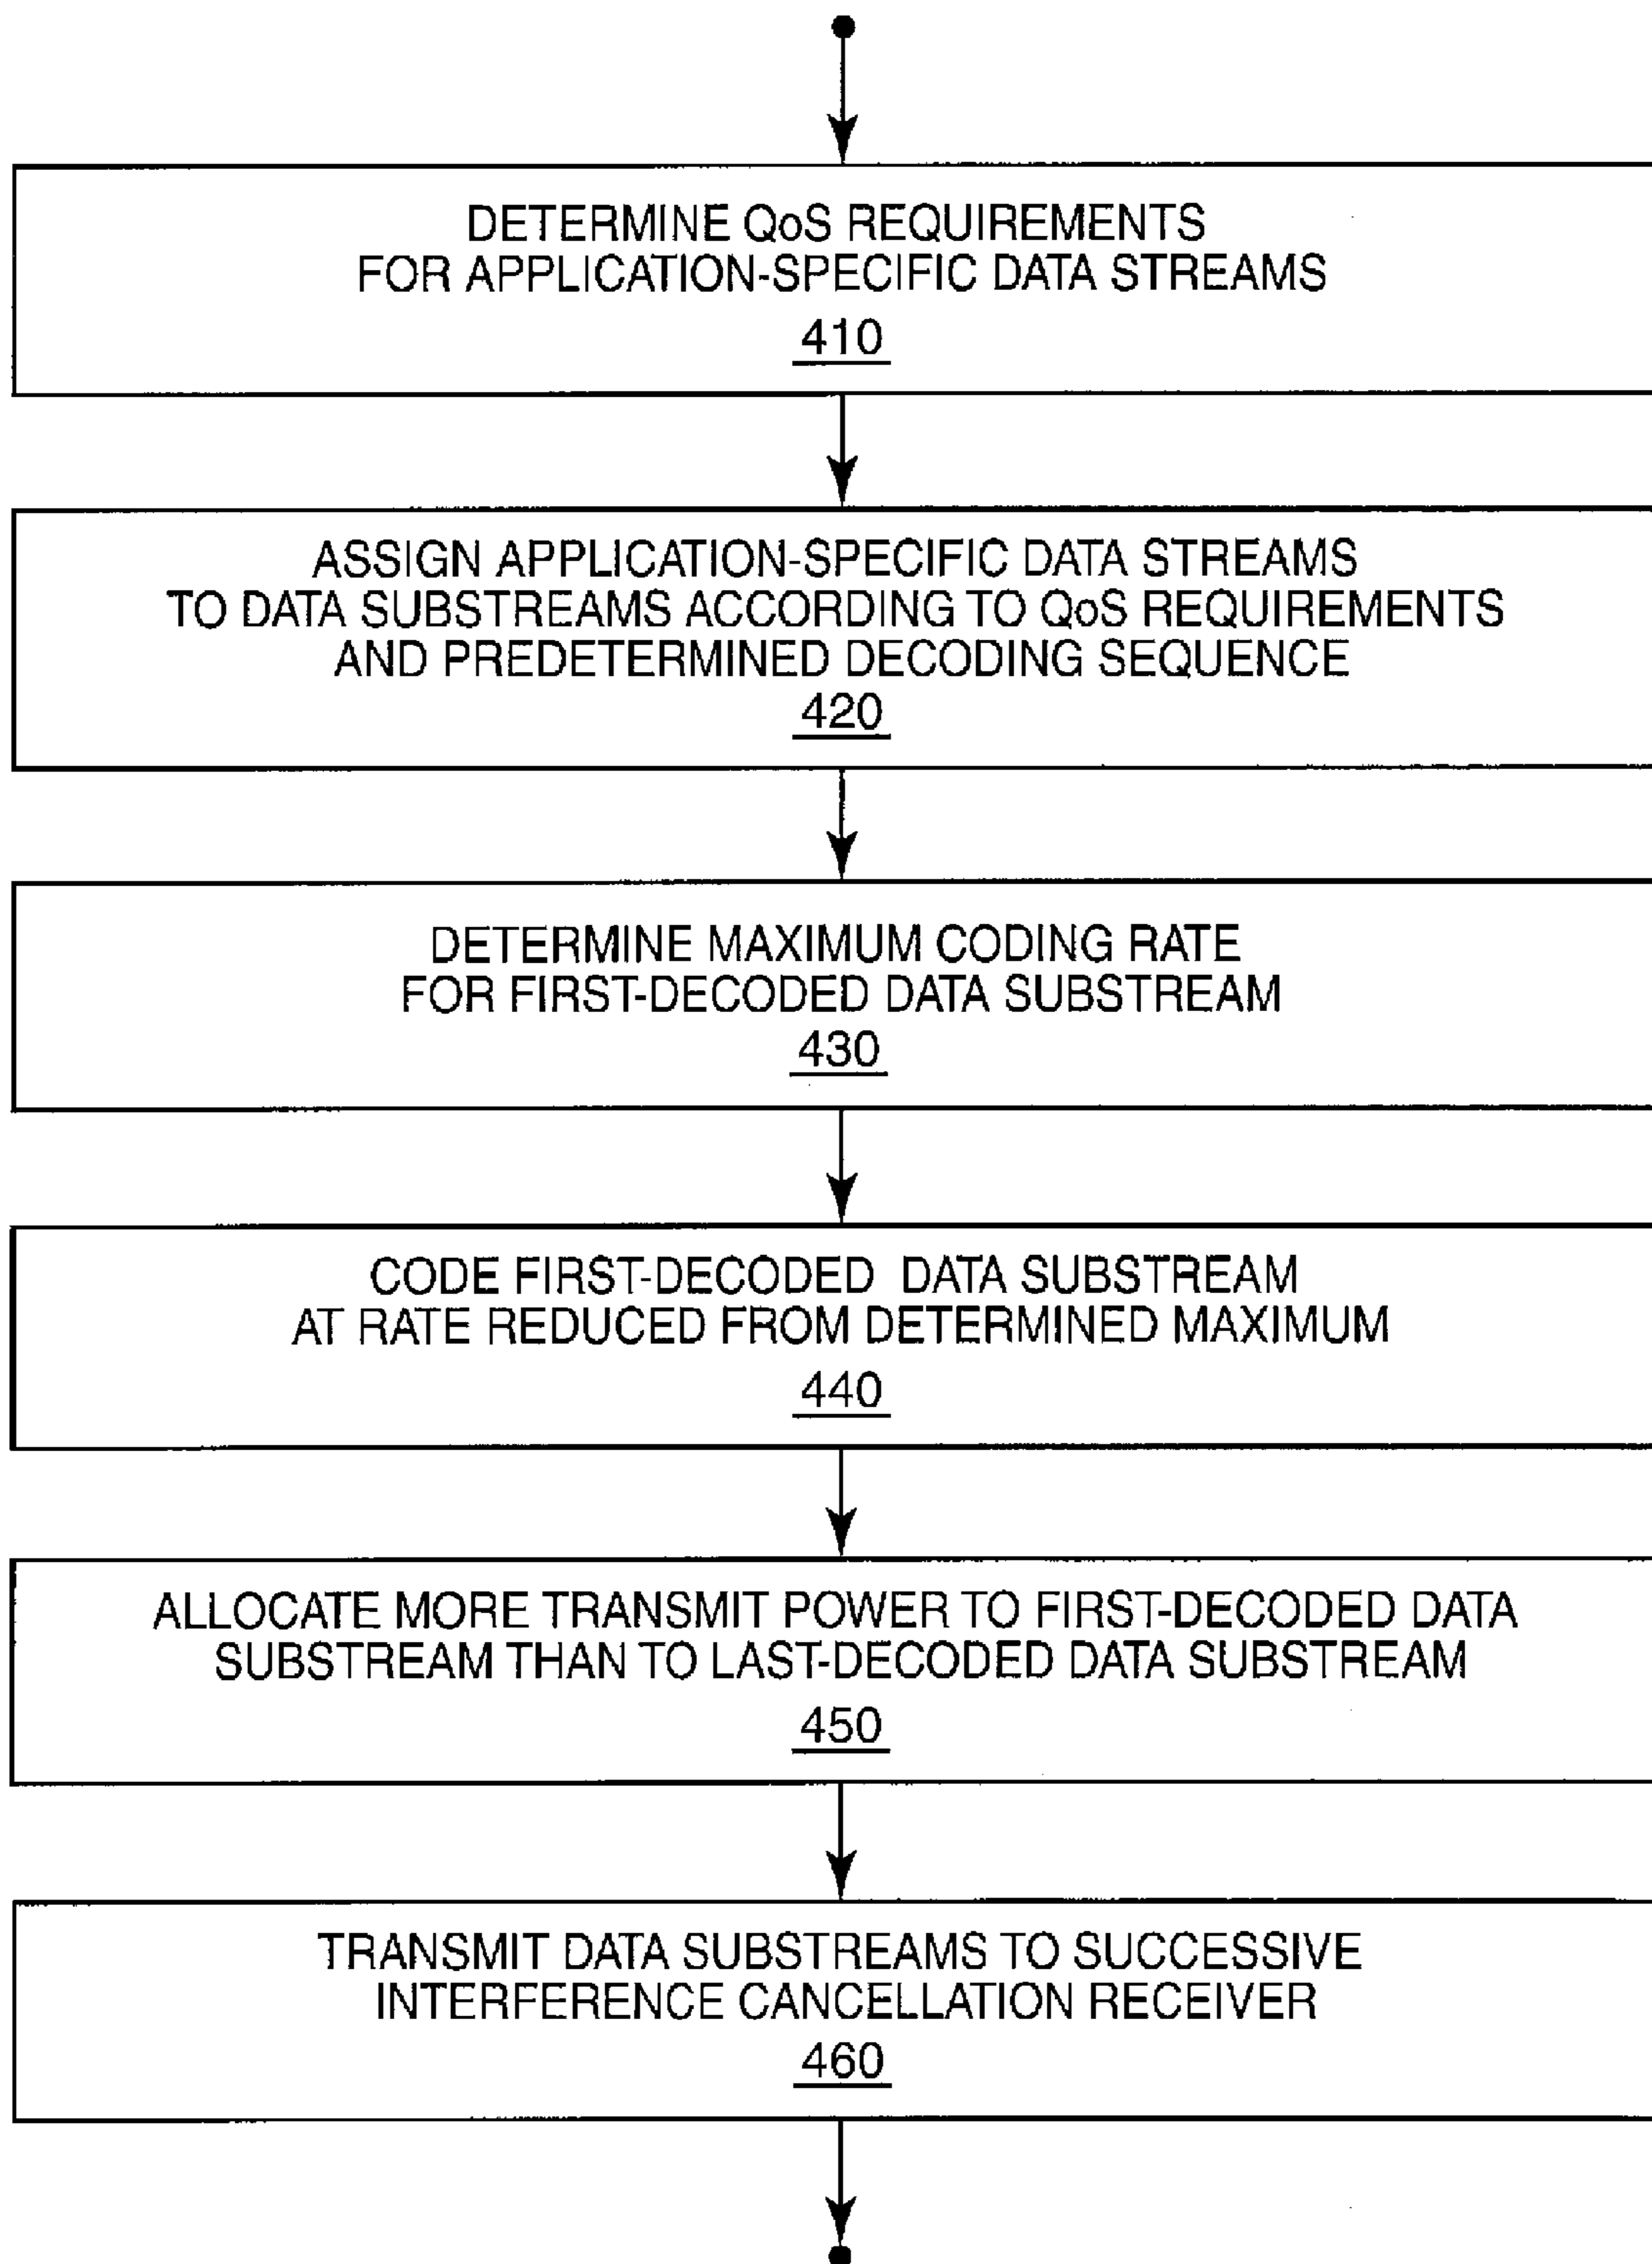 DETERMINE QoS REQUIREMENTS
FOR APPLICATION-SPECIFIC DATA STREAMS
410
ASSIGN APPLICATION-SPECIFIC DATA STREAMS
TO DATA SUBSTREAMS ACCORDING TO QoS REQUIREMENTS
AND PREDETERMINED DECODING SEQUENCE
420
DETERMINE MAXIMUM CODING RATE
FOR FIRST-DECODED DATA SUBSTREAM
430
CODE FIRST-DECODED DATA SUBSTREAM
AT RATE REDUCED FROM DETERMINED MAXIMUM
440
ALLOCATE MORE TRANSMIT POWER TO FIRST-DECODED DATA
SUBSTREAM THAN TO LAST-DECODED DATA SUBSTREAM
450
TRANSMIT DATA SUBSTREAMS TO SUCCESSIVE
INTERFERENCE CANCELLATION RECEIVER
460